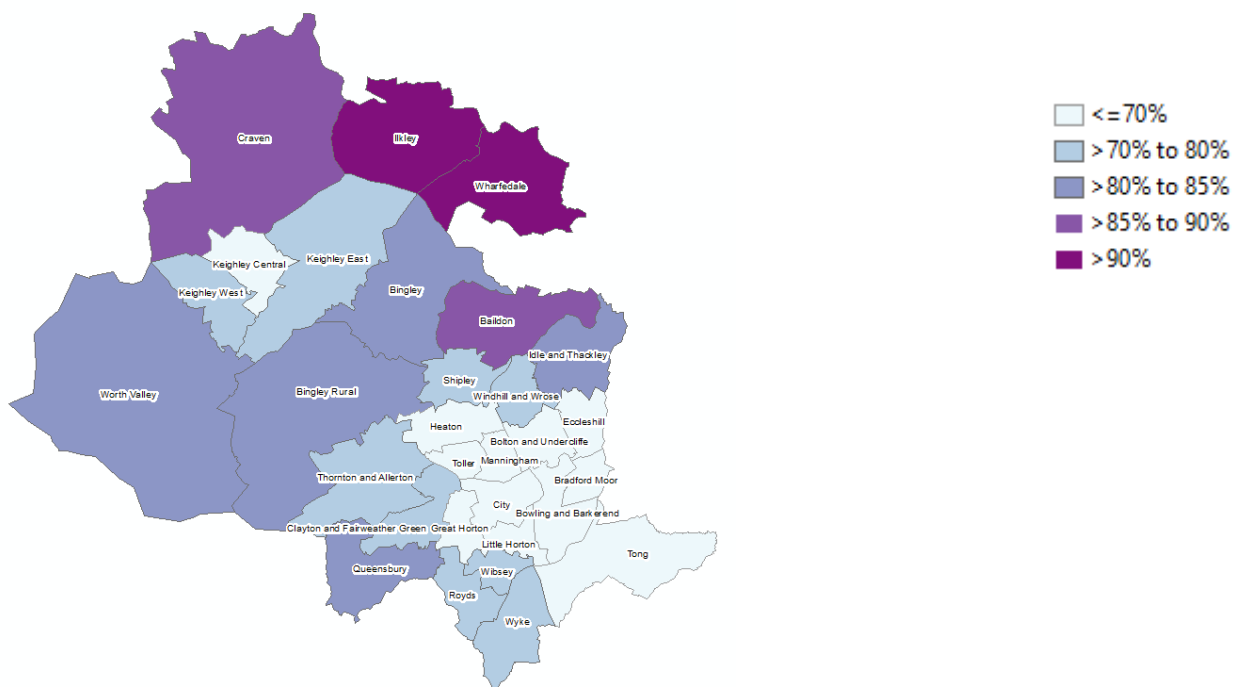 <=70%
>70% to 80%
>80% to 85%
>85% to 90%
>90%
Craven
Ilkley
Wharfedale
Keighley Central
Keighley East
Keighley West
Bingley
Baildon
Idle and Thackley
Shipley
Worth Valley
Bingley Rural
Windhill and Wrose
Eccleshill
Heaton
Bolton and Undercliffe
Toller
Manningham
Thornton and Allerton
Bradford Moor
City
Bowling and Barkerend
Clayton and Fairweather Green
Great Horton
Little Horton
Tong
Queensbury
Wibsey
Royds
Wyke